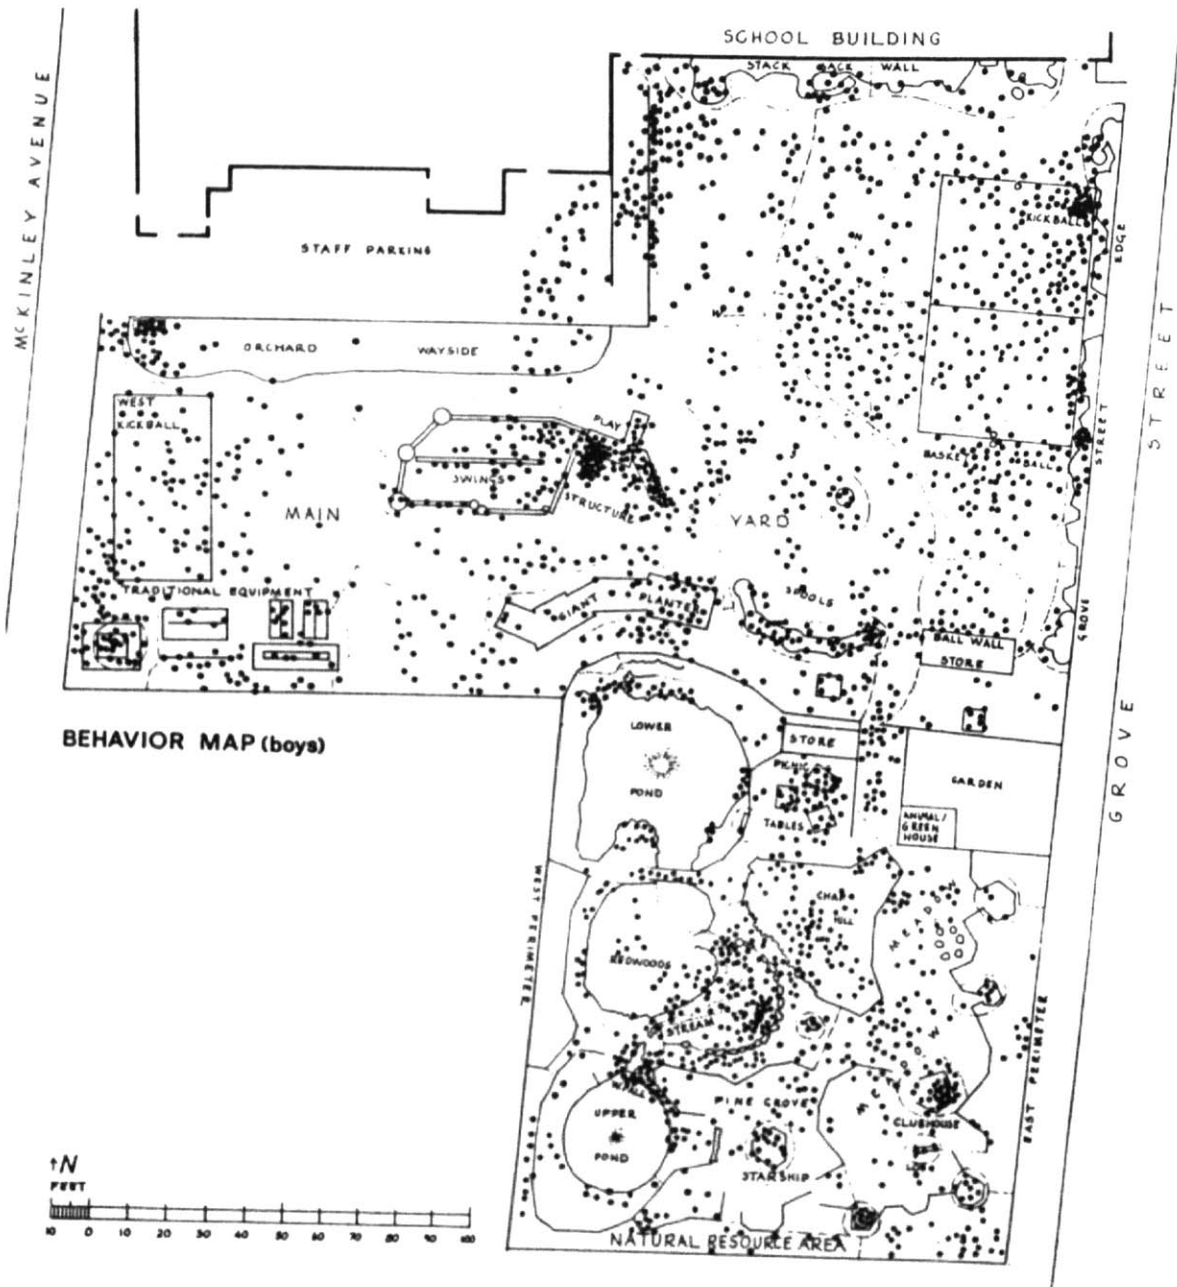 SCHOOL BUILDING
STACK SACK WALL
McKINLEY AVENUE
STAFF PARKING
KICKBALL
EDGE
N
W
STREET
ORCHARD WAYSIDE
WEST
KICKBALL
PLAY
E
SWINGS
STRUCTURE
BASKET BALL
S
STREET
MAIN YARD
TRADITIONAL EQUIPMENT
GIANT PLANTER
SPOOLS
GROVE
BALL WALL
STORE
BEHAVIOR MAP (boys)
LOWER
POND
STORE
PICNIC
TABLES
GARDEN
ANIMAL/
GREEN
HOUSE
GROVE
WEST PERIMETER
CHAP
HILL
MEADOW
REDWOODS
STREAM
EAST PERIMETER
PINE GROVE
UPPER
POND
CLUBHOUSE
STARSHIP
NATURAL RESOURCE AREA
↑N
FEET
10 0 10 20 30 40 50 60 70 80 90 100